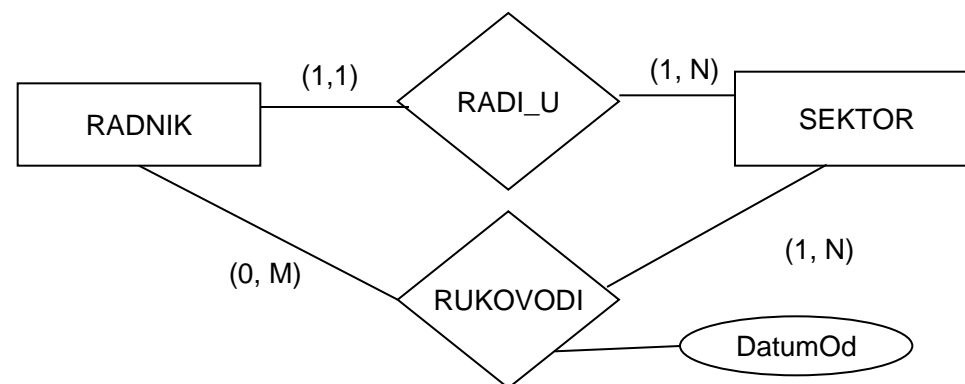 (1,1)
(1, N)
RADNIK
RADI_U
SEKTOR
(0, M)
(1, N)
RUKOVODI
DatumOd